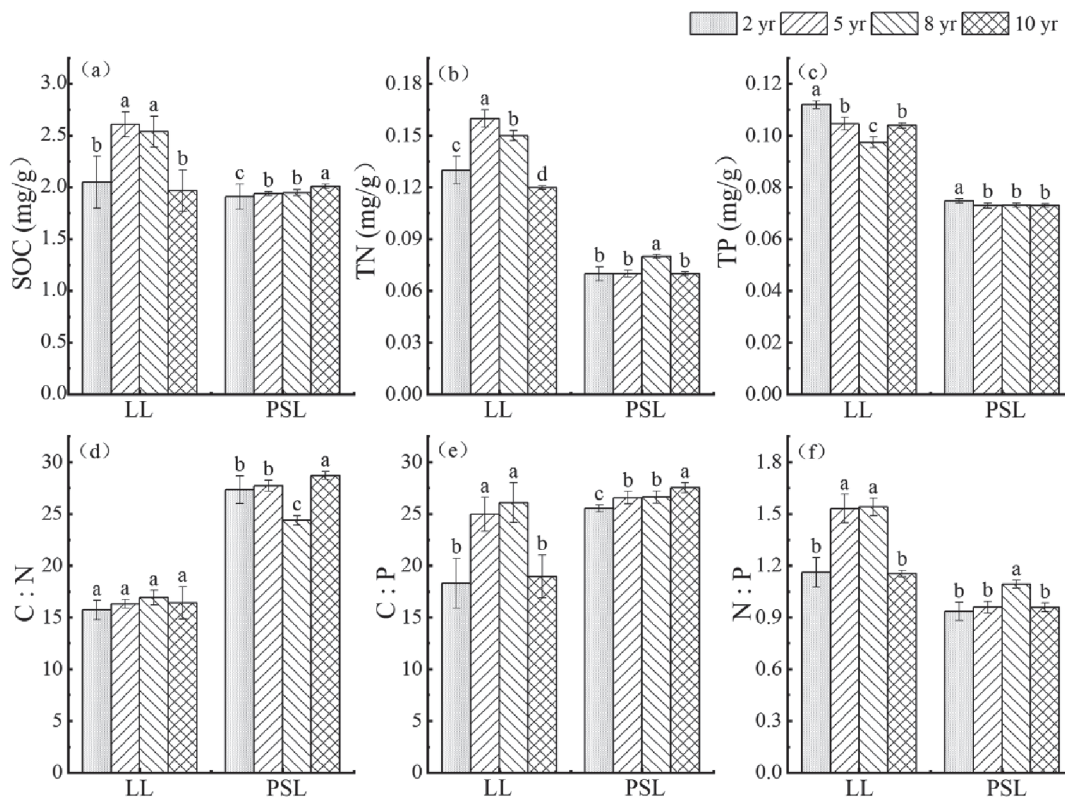 2 yr 5 yr 8 yr 10 yr
(a)
SOC (mg/g)
3.0
2.5
2.0
1.5
1.0
0.5
0.0
b a a b c b b a
LL PSL
(b)
TN (mg/g)
0.18
0.15
0.12
0.09
0.06
0.03
0.00
c a b d b b a b
LL PSL
(c)
TP (mg/g)
0.12
0.10
0.08
0.06
0.04
0.02
0.00
a b c b a b b b
LL PSL
(d)
C : N
30
25
20
15
10
5
0
a a a a b b c a
LL PSL
(e)
C : P
30
25
20
15
10
5
0
b a a b c b b a
LL PSL
(f)
N : P
1.8
1.5
1.2
0.9
0.6
0.3
0.0
b a a b b b a b
LL PSL